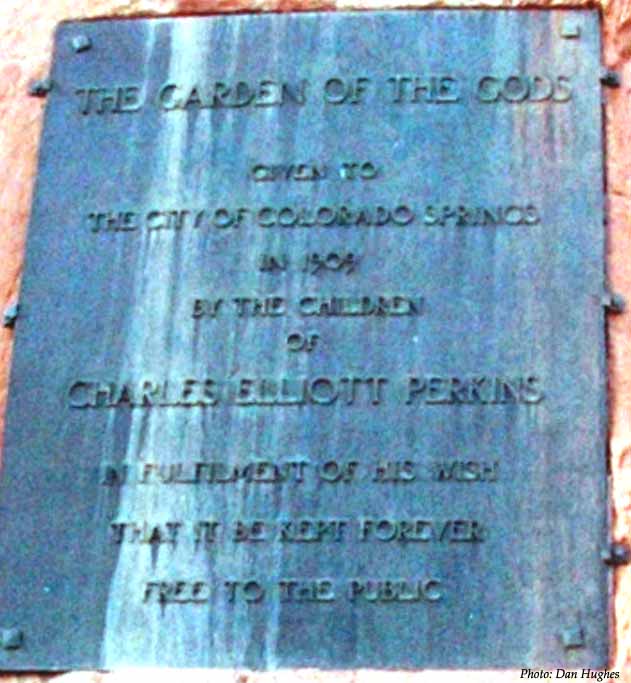 THE GARDEN OF THE GODS
GIVEN TO
THE CITY OF COLORADO SPRINGS
IN 1909
BY THE CHILDREN
OF
CHARLES ELLIOTT PERKINS
IN FULFILMENT OF HIS WISH
THAT IT BE KEPT FOREVER
FREE TO THE PUBLIC
Photo: Dan Hughes